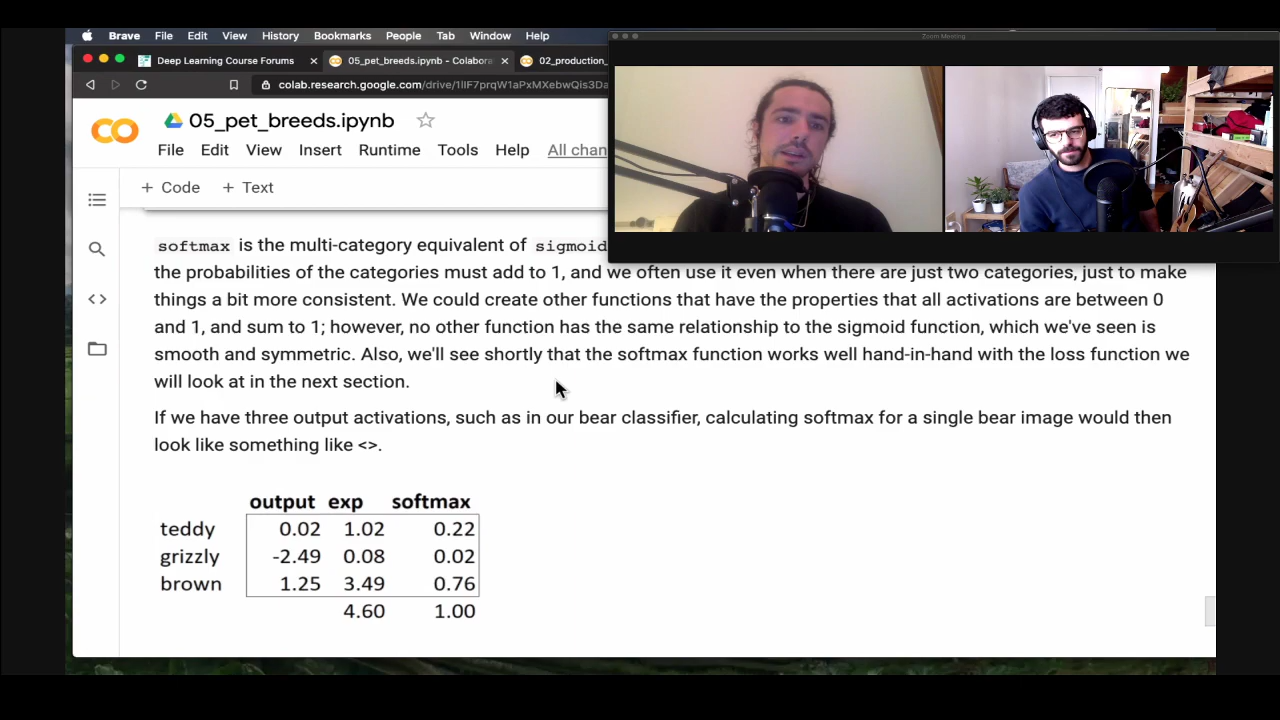 Brave File Edit View History Bookmarks People Tab Window Help
Zoom Meeting
Deep Learning Course Forums
05_pet_breeds.ipynb - Colabora
02_production_
colab.research.google.com/drive/1lIF7prqW1aPxMXebwQis3Da
05_pet_breeds.ipynb
File Edit View Insert Runtime Tools Help All chan
+ Code + Text
softmax is the multi-category equivalent of sigmoid
the probabilities of the categories must add to 1, and we often use it even when there are just two categories, just to make
things a bit more consistent. We could create other functions that have the properties that all activations are between 0
and 1, and sum to 1; however, no other function has the same relationship to the sigmoid function, which we've seen is
smooth and symmetric. Also, we'll see shortly that the softmax function works well hand-in-hand with the loss function we
will look at in the next section.
If we have three output activations, such as in our bear classifier, calculating softmax for a single bear image would then
look like something like <>.
output exp softmax
teddy 0.02 1.02 0.22
grizzly -2.49 0.08 0.02
brown 1.25 3.49 0.76
4.60 1.00